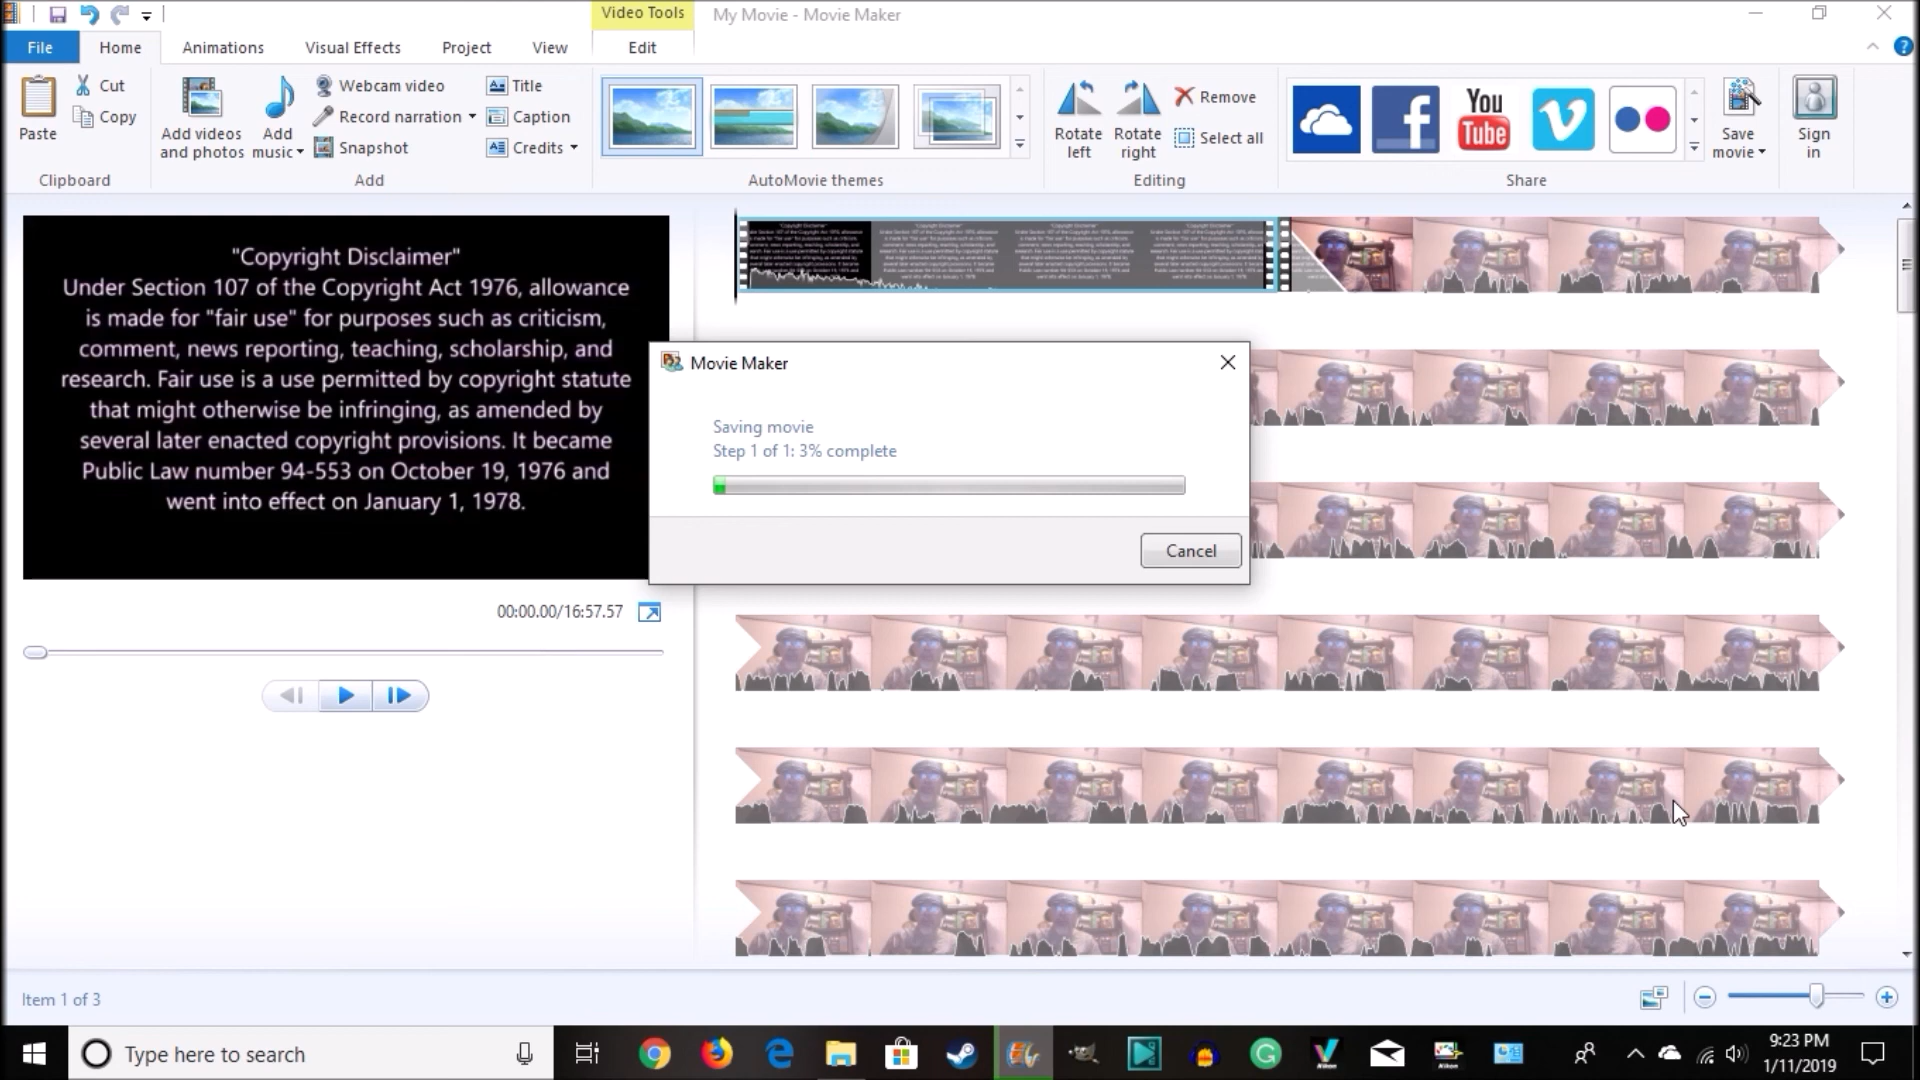 Video Tools
My Movie - Movie Maker
File
Home
Animations
Visual Effects
Project
View
Edit
Paste
Cut
Copy
Clipboard
Add videos
and photos
Add
music
Webcam video
Record narration
Snapshot
Title
Caption
Credits
Add
AutoMovie themes
Rotate
left
Rotate
right
Remove
Select all
Editing
You
Tube
Share
Save
movie
Sign
in
"Copyright Disclaimer"
Under Section 107 of the Copyright Act 1976, allowance
is made for "fair use" for purposes such as criticism,
comment, news reporting, teaching, scholarship, and
research. Fair use is a use permitted by copyright statute
that might otherwise be infringing, as amended by
several later enacted copyright provisions. It became
Public Law number 94-553 on October 19, 1976 and
went into effect on January 1, 1978.
00:00.00/16:57.57
Movie Maker
Saving movie
Step 1 of 1: 3% complete
Cancel
Item 1 of 3
Type here to search
9:23 PM
1/11/2019